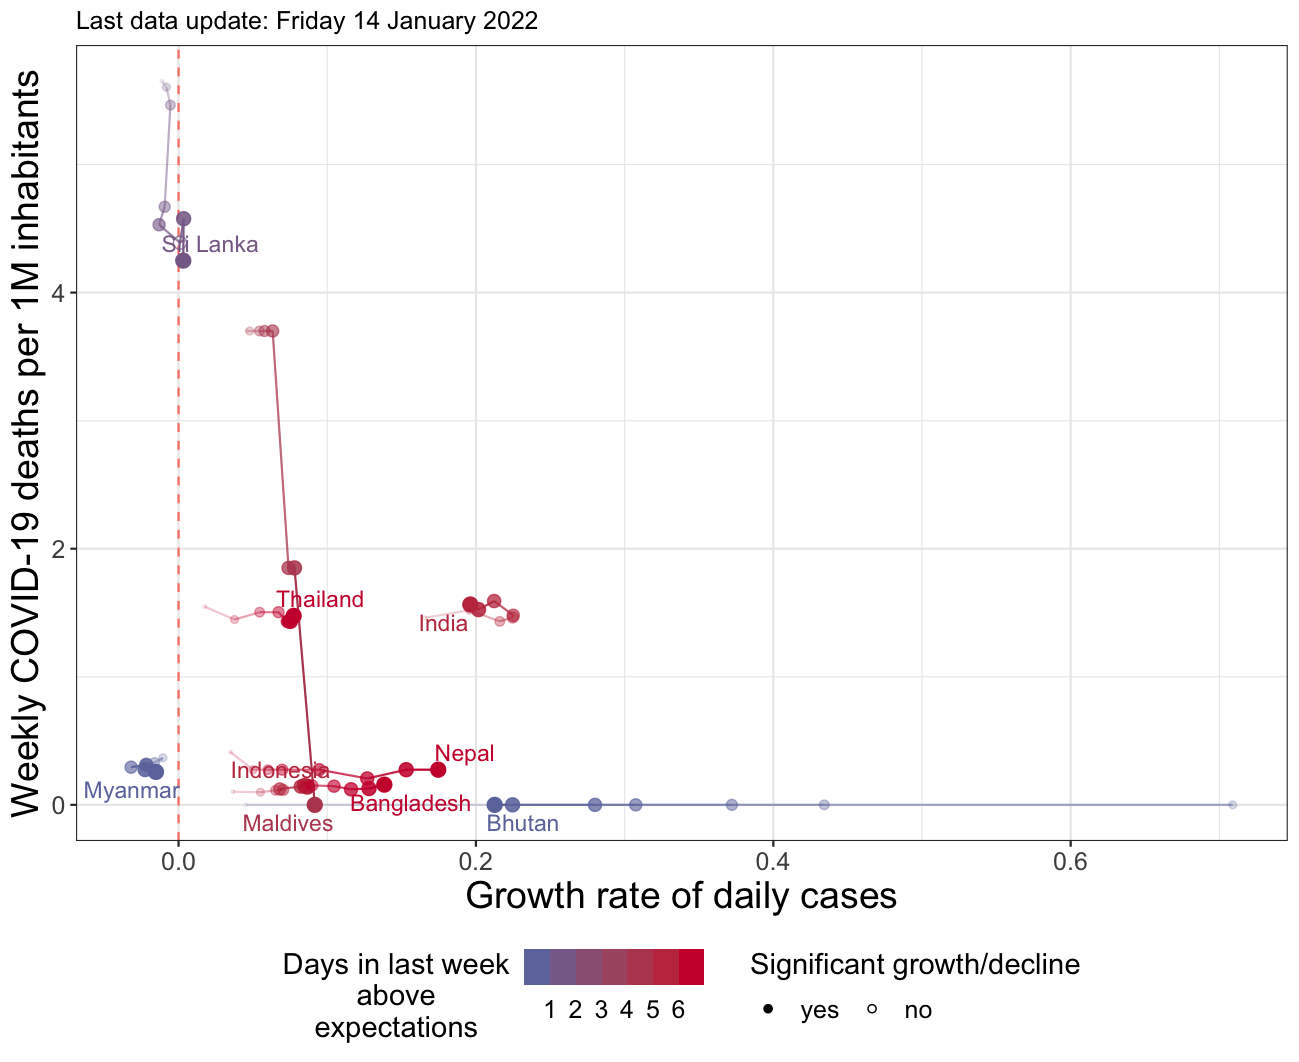 Last data update: Friday 14 January 2022
Weekly COVID-19 deaths per 1M inhabitants
4
2
0
Sri Lanka
Thailand
India
Nepal
Indonesia
Myanmar
Bangladesh
Maldives
Bhutan
0.0 0.2 0.4 0.6
Growth rate of daily cases
Days in last week
above
expectations
1 2 3 4 5 6
Significant growth/decline
yes no